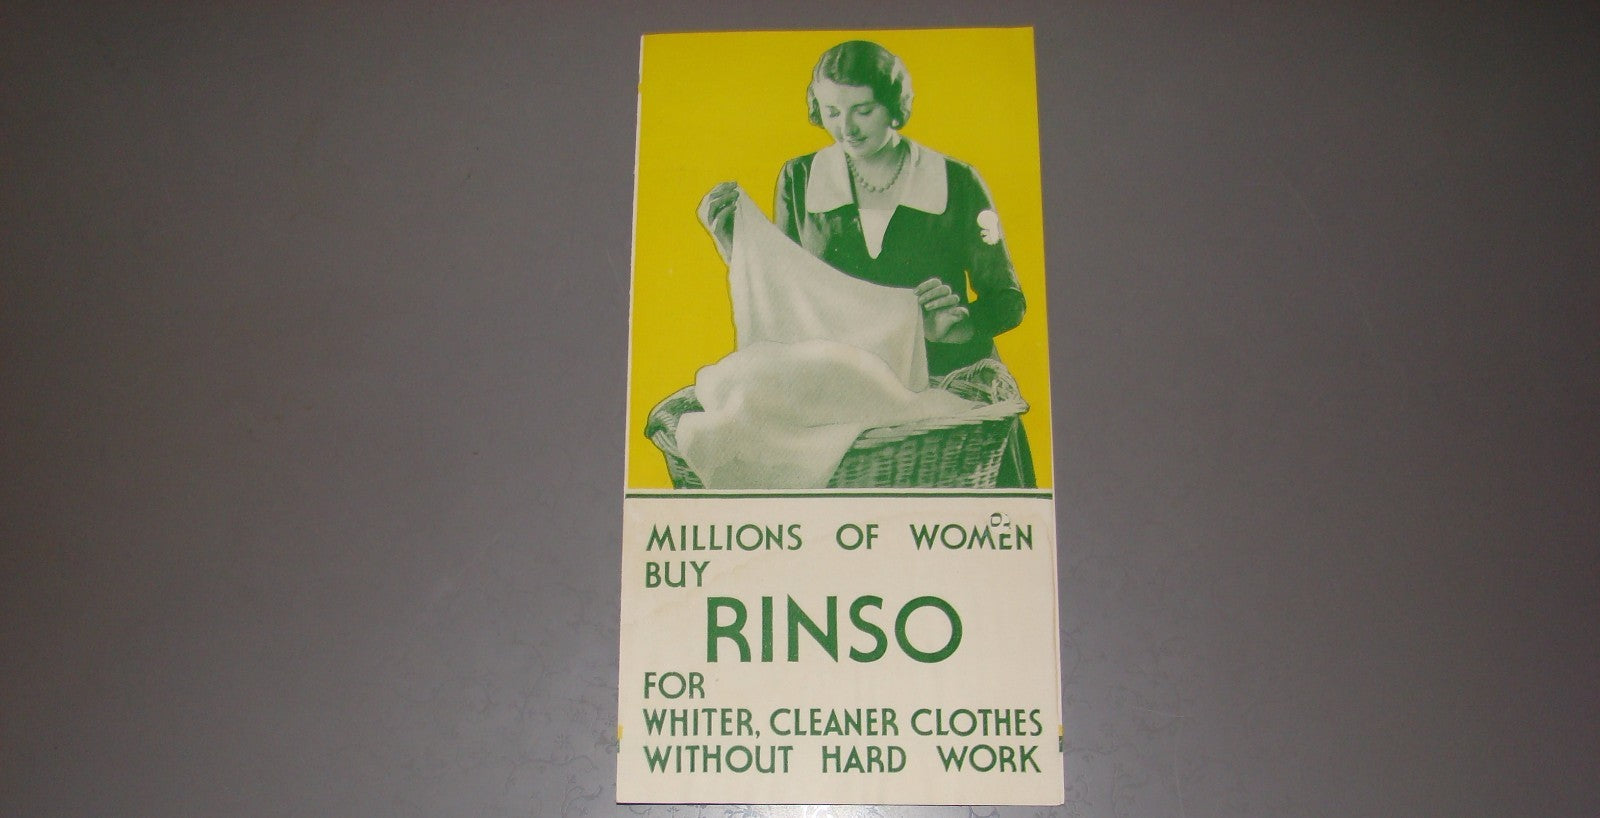 MILLIONS OF WOMEN
BUY
RINSO
FOR
WHITER, CLEANER CLOTHES
WITHOUT HARD WORK